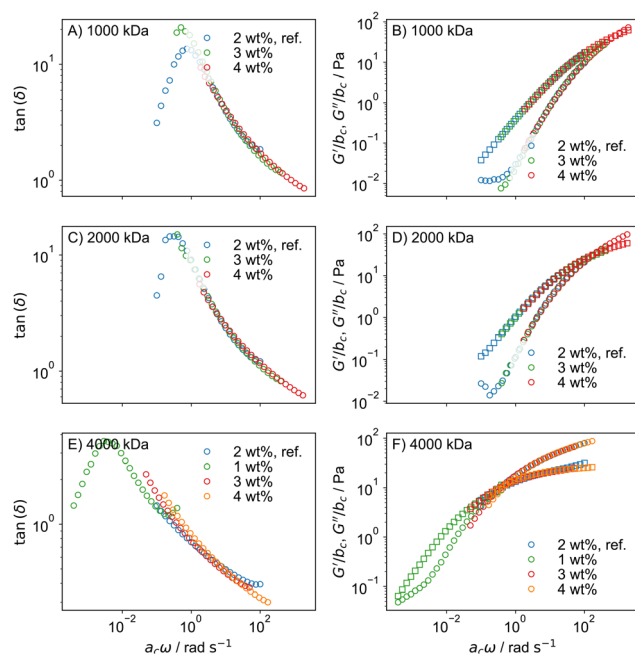 A) 1000 kDa
2 wt%, ref.
3 wt%
4 wt%
10¹
10⁰
tan (δ)
B) 1000 kDa
2 wt%, ref.
3 wt%
4 wt%
10²
10¹
10⁰
10⁻¹
10⁻²
G′/b_c, G″/b_c / Pa
C) 2000 kDa
2 wt%, ref.
3 wt%
4 wt%
10¹
10⁰
tan (δ)
D) 2000 kDa
2 wt%, ref.
3 wt%
4 wt%
10²
10¹
10⁰
10⁻¹
10⁻²
G′/b_c, G″/b_c / Pa
E) 4000 kDa
2 wt%, ref.
1 wt%
3 wt%
4 wt%
10⁰
tan (δ)
10⁻² 10⁰ 10²
a_cω / rad s⁻¹
F) 4000 kDa
2 wt%, ref.
1 wt%
3 wt%
4 wt%
10²
10¹
10⁰
10⁻¹
G′/b_c, G″/b_c / Pa
10⁻² 10⁰ 10²
a_cω / rad s⁻¹